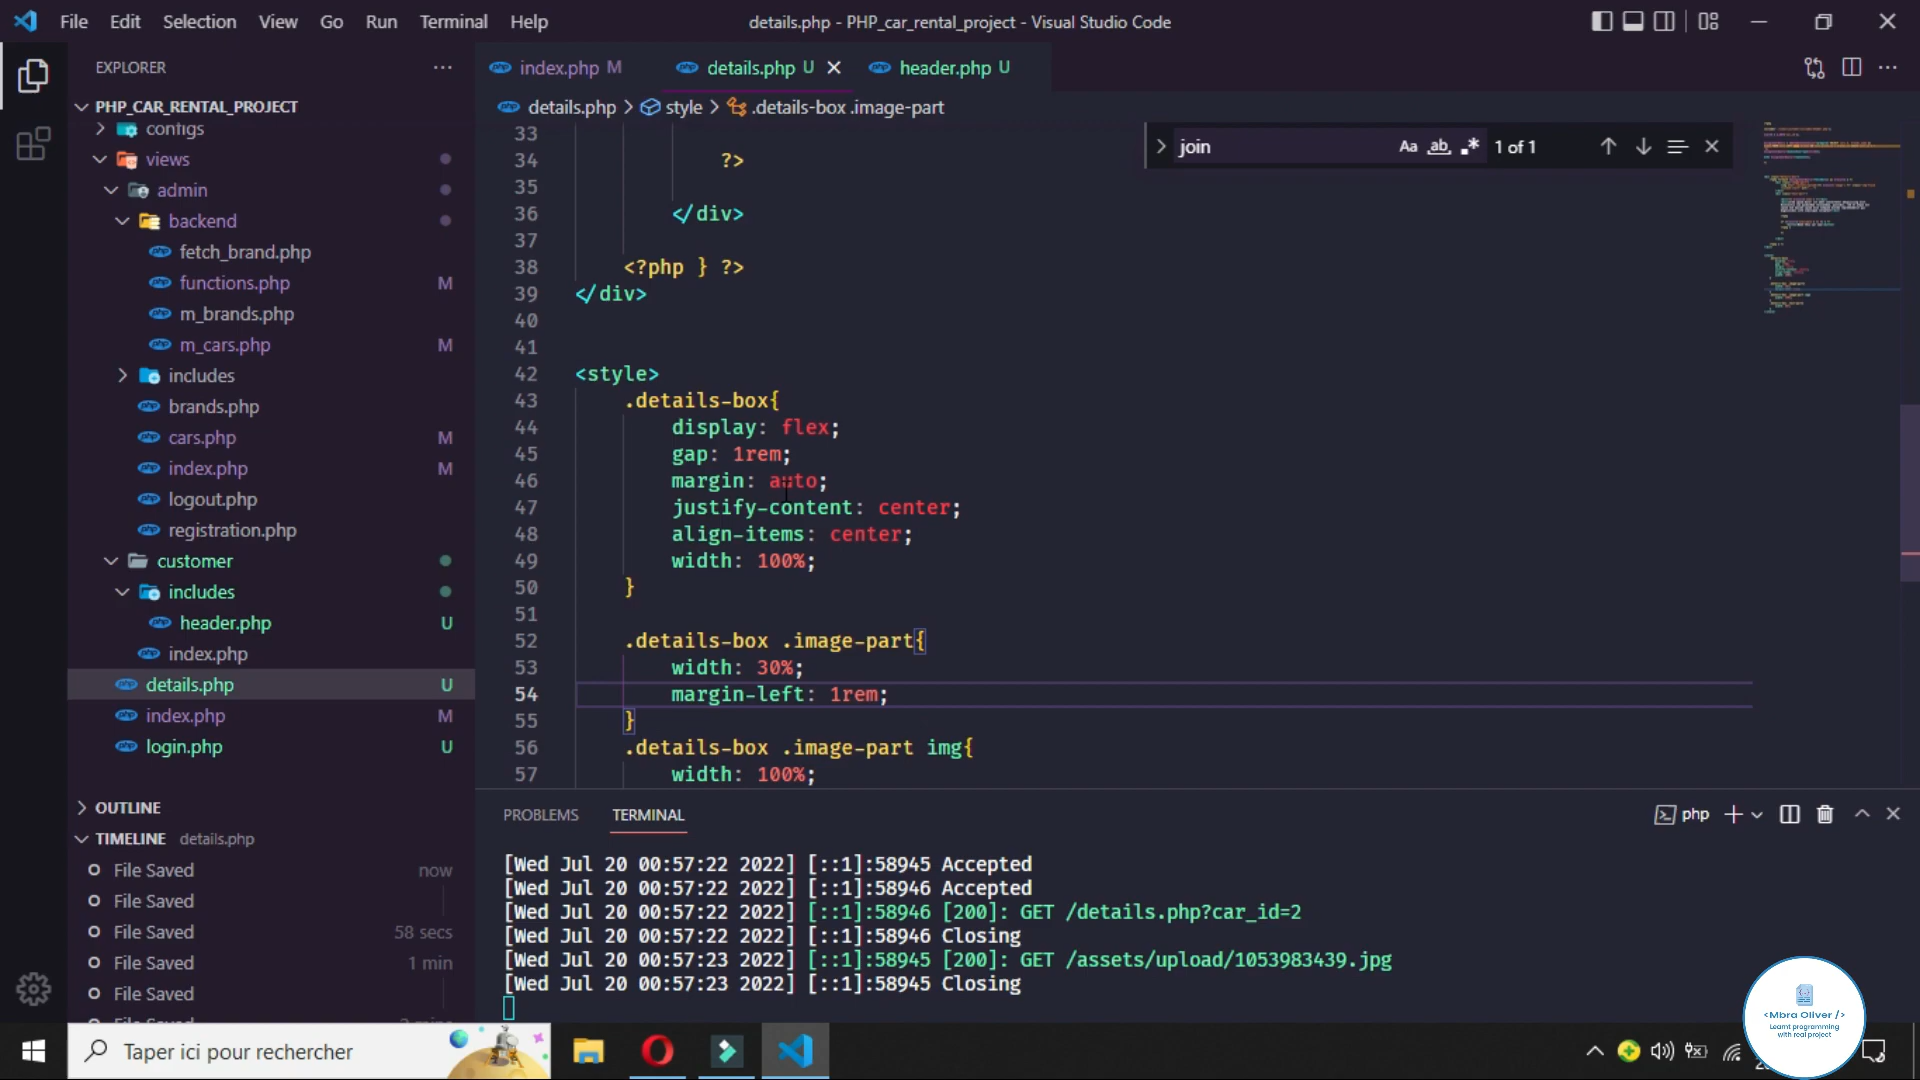 File Edit Selection View Go Run Terminal Help
details.php - PHP_car_rental_project - Visual Studio Code
EXPLORER
PHP_CAR_RENTAL_PROJECT
configs
views
admin
backend
fetch_brand.php
functions.php M
m_brands.php
m_cars.php M
includes
brands.php
cars.php M
index.php M
logout.php
registration.php
customer
includes
header.php U
index.php
details.php U
index.php M
login.php U
OUTLINE
TIMELINE details.php
File Saved now
File Saved
File Saved 58 secs
File Saved 1 min
File Saved
index.php M
details.php U
header.php U
details.php > style > .details-box .image-part
join
Aa ab 1 of 1
33
34 ?>
35
36 </div>
37
38 <?php } ?>
39 </div>
40
41
42 <style>
43 .details-box{
44 display: flex;
45 gap: 1rem;
46 margin: auto;
47 justify-content: center;
48 align-items: center;
49 width: 100%;
50 }
51
52 .details-box .image-part{
53 width: 30%;
54 margin-left: 1rem;
55 }
56 .details-box .image-part img{
57 width: 100%;
PROBLEMS TERMINAL
php
[Wed Jul 20 00:57:22 2022] [::1]:58945 Accepted
[Wed Jul 20 00:57:22 2022] [::1]:58946 Accepted
[Wed Jul 20 00:57:22 2022] [::1]:58946 [200]: GET /details.php?car_id=2
[Wed Jul 20 00:57:22 2022] [::1]:58946 Closing
[Wed Jul 20 00:57:23 2022] [::1]:58945 [200]: GET /assets/upload/1053983439.jpg
[Wed Jul 20 00:57:23 2022] [::1]:58945 Closing
<Mbra Oliver />
Learnt programming
with real project
Taper ici pour rechercher